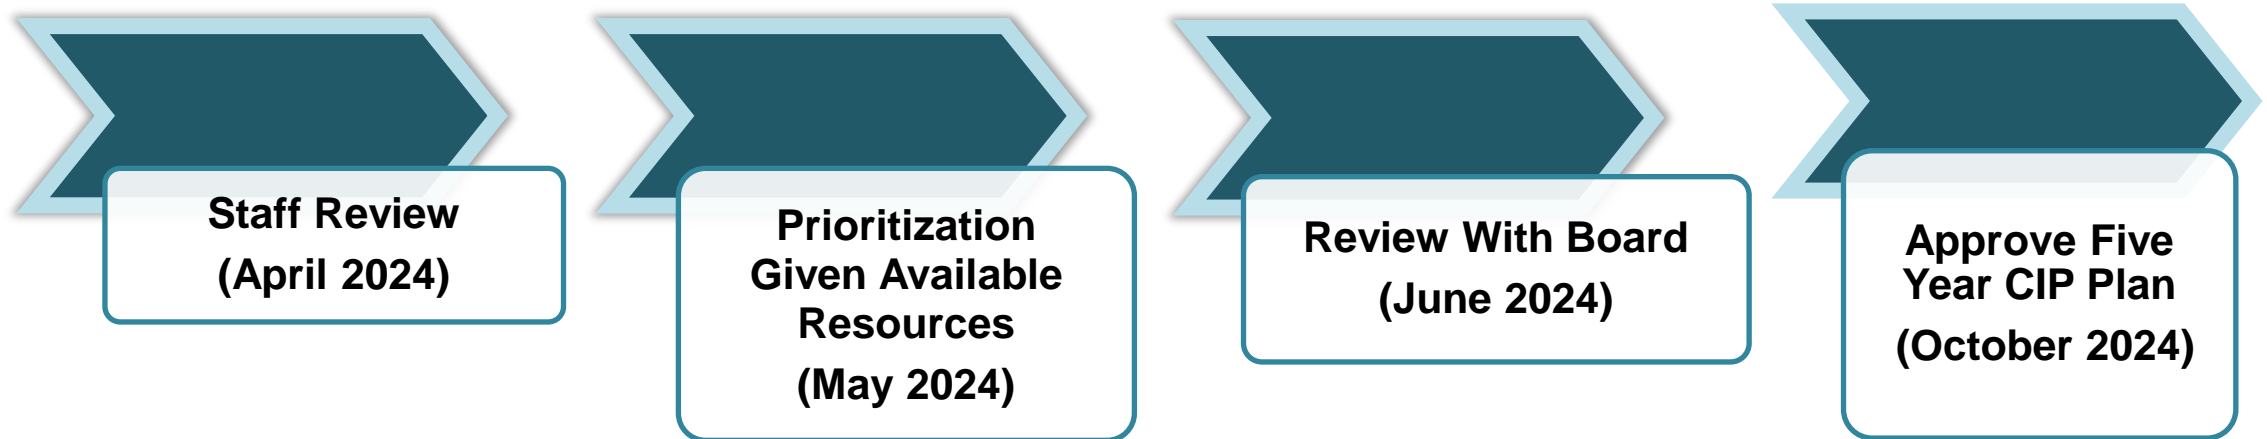 Staff Review
(April 2024)
Prioritization
Given Available
Resources
(May 2024)
Review With Board
(June 2024)
Approve Five
Year CIP Plan
(October 2024)